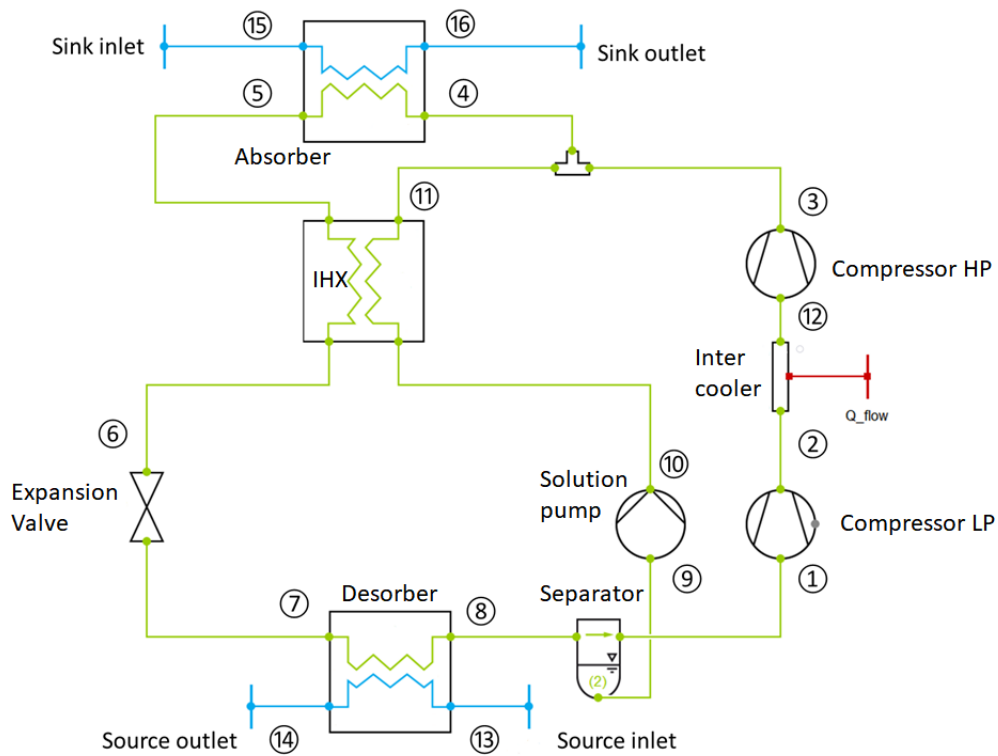 ⑮
⑯
Sink inlet
Sink outlet
⑤
④
Absorber
⑪
③
IHX
Compressor HP
⑫
Inter
cooler
Q_flow
⑥
②
⑩
Expansion
Valve
Solution
pump
Compressor LP
⑨
①
Desorber
Separator
⑦
⑧
(2)
Source outlet
⑭
⑬
Source inlet